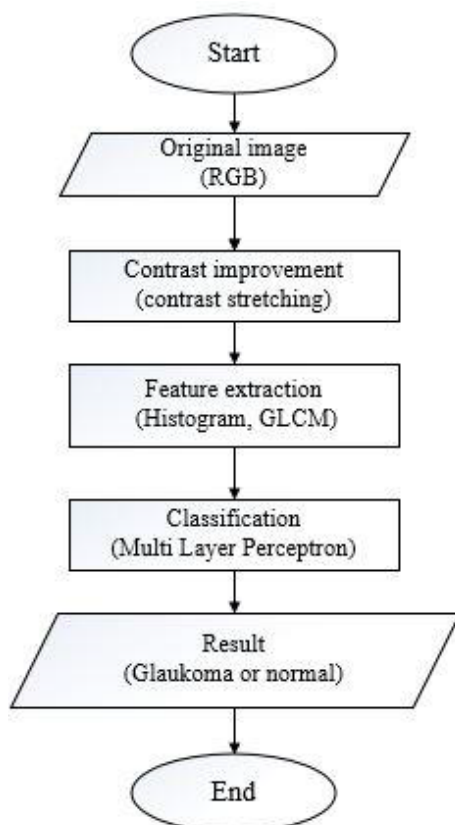 Start
Original image
(RGB)
Contrast improvement
(contrast stretching)
Feature extraction
(Histogram, GLCM)
Classification
(Multi Layer Perceptron)
Result
(Glaukoma or normal)
End